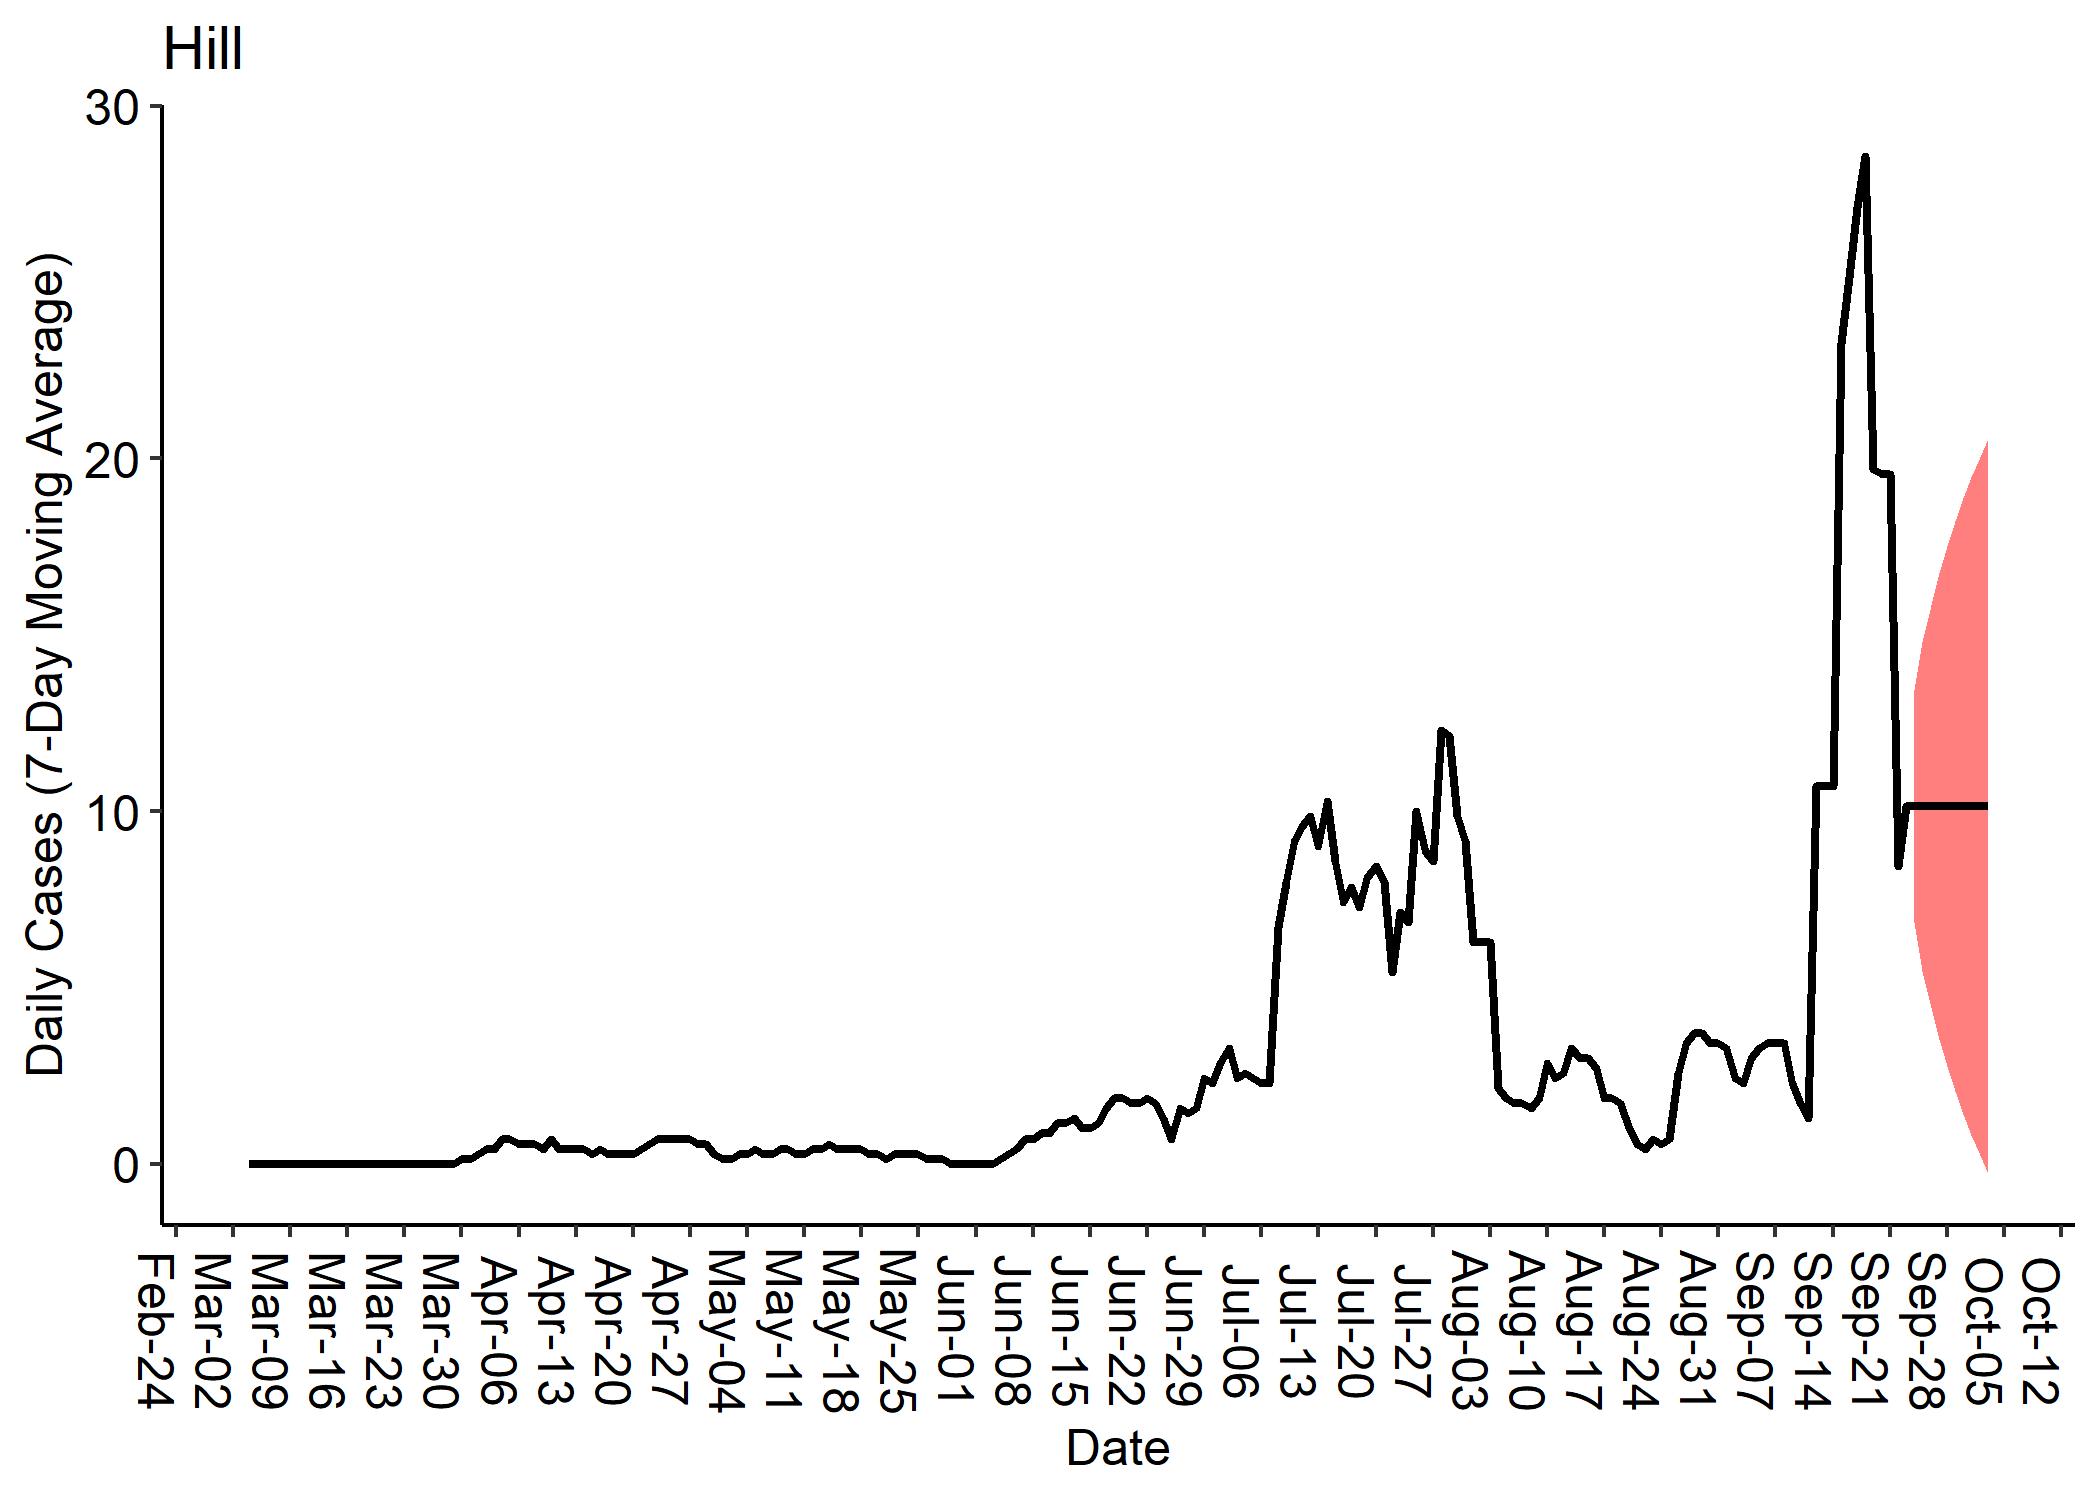 Hill
Daily Cases (7-Day Moving Average)
30
20
10
0
Feb-24
Mar-02
Mar-09
Mar-16
Mar-23
Mar-30
Apr-06
Apr-13
Apr-20
Apr-27
May-04
May-11
May-18
May-25
Jun-01
Jun-08
Jun-15
Jun-22
Jun-29
Jul-06
Jul-13
Jul-20
Jul-27
Aug-03
Aug-10
Aug-17
Aug-24
Aug-31
Sep-07
Sep-14
Sep-21
Sep-28
Oct-05
Oct-12
Date